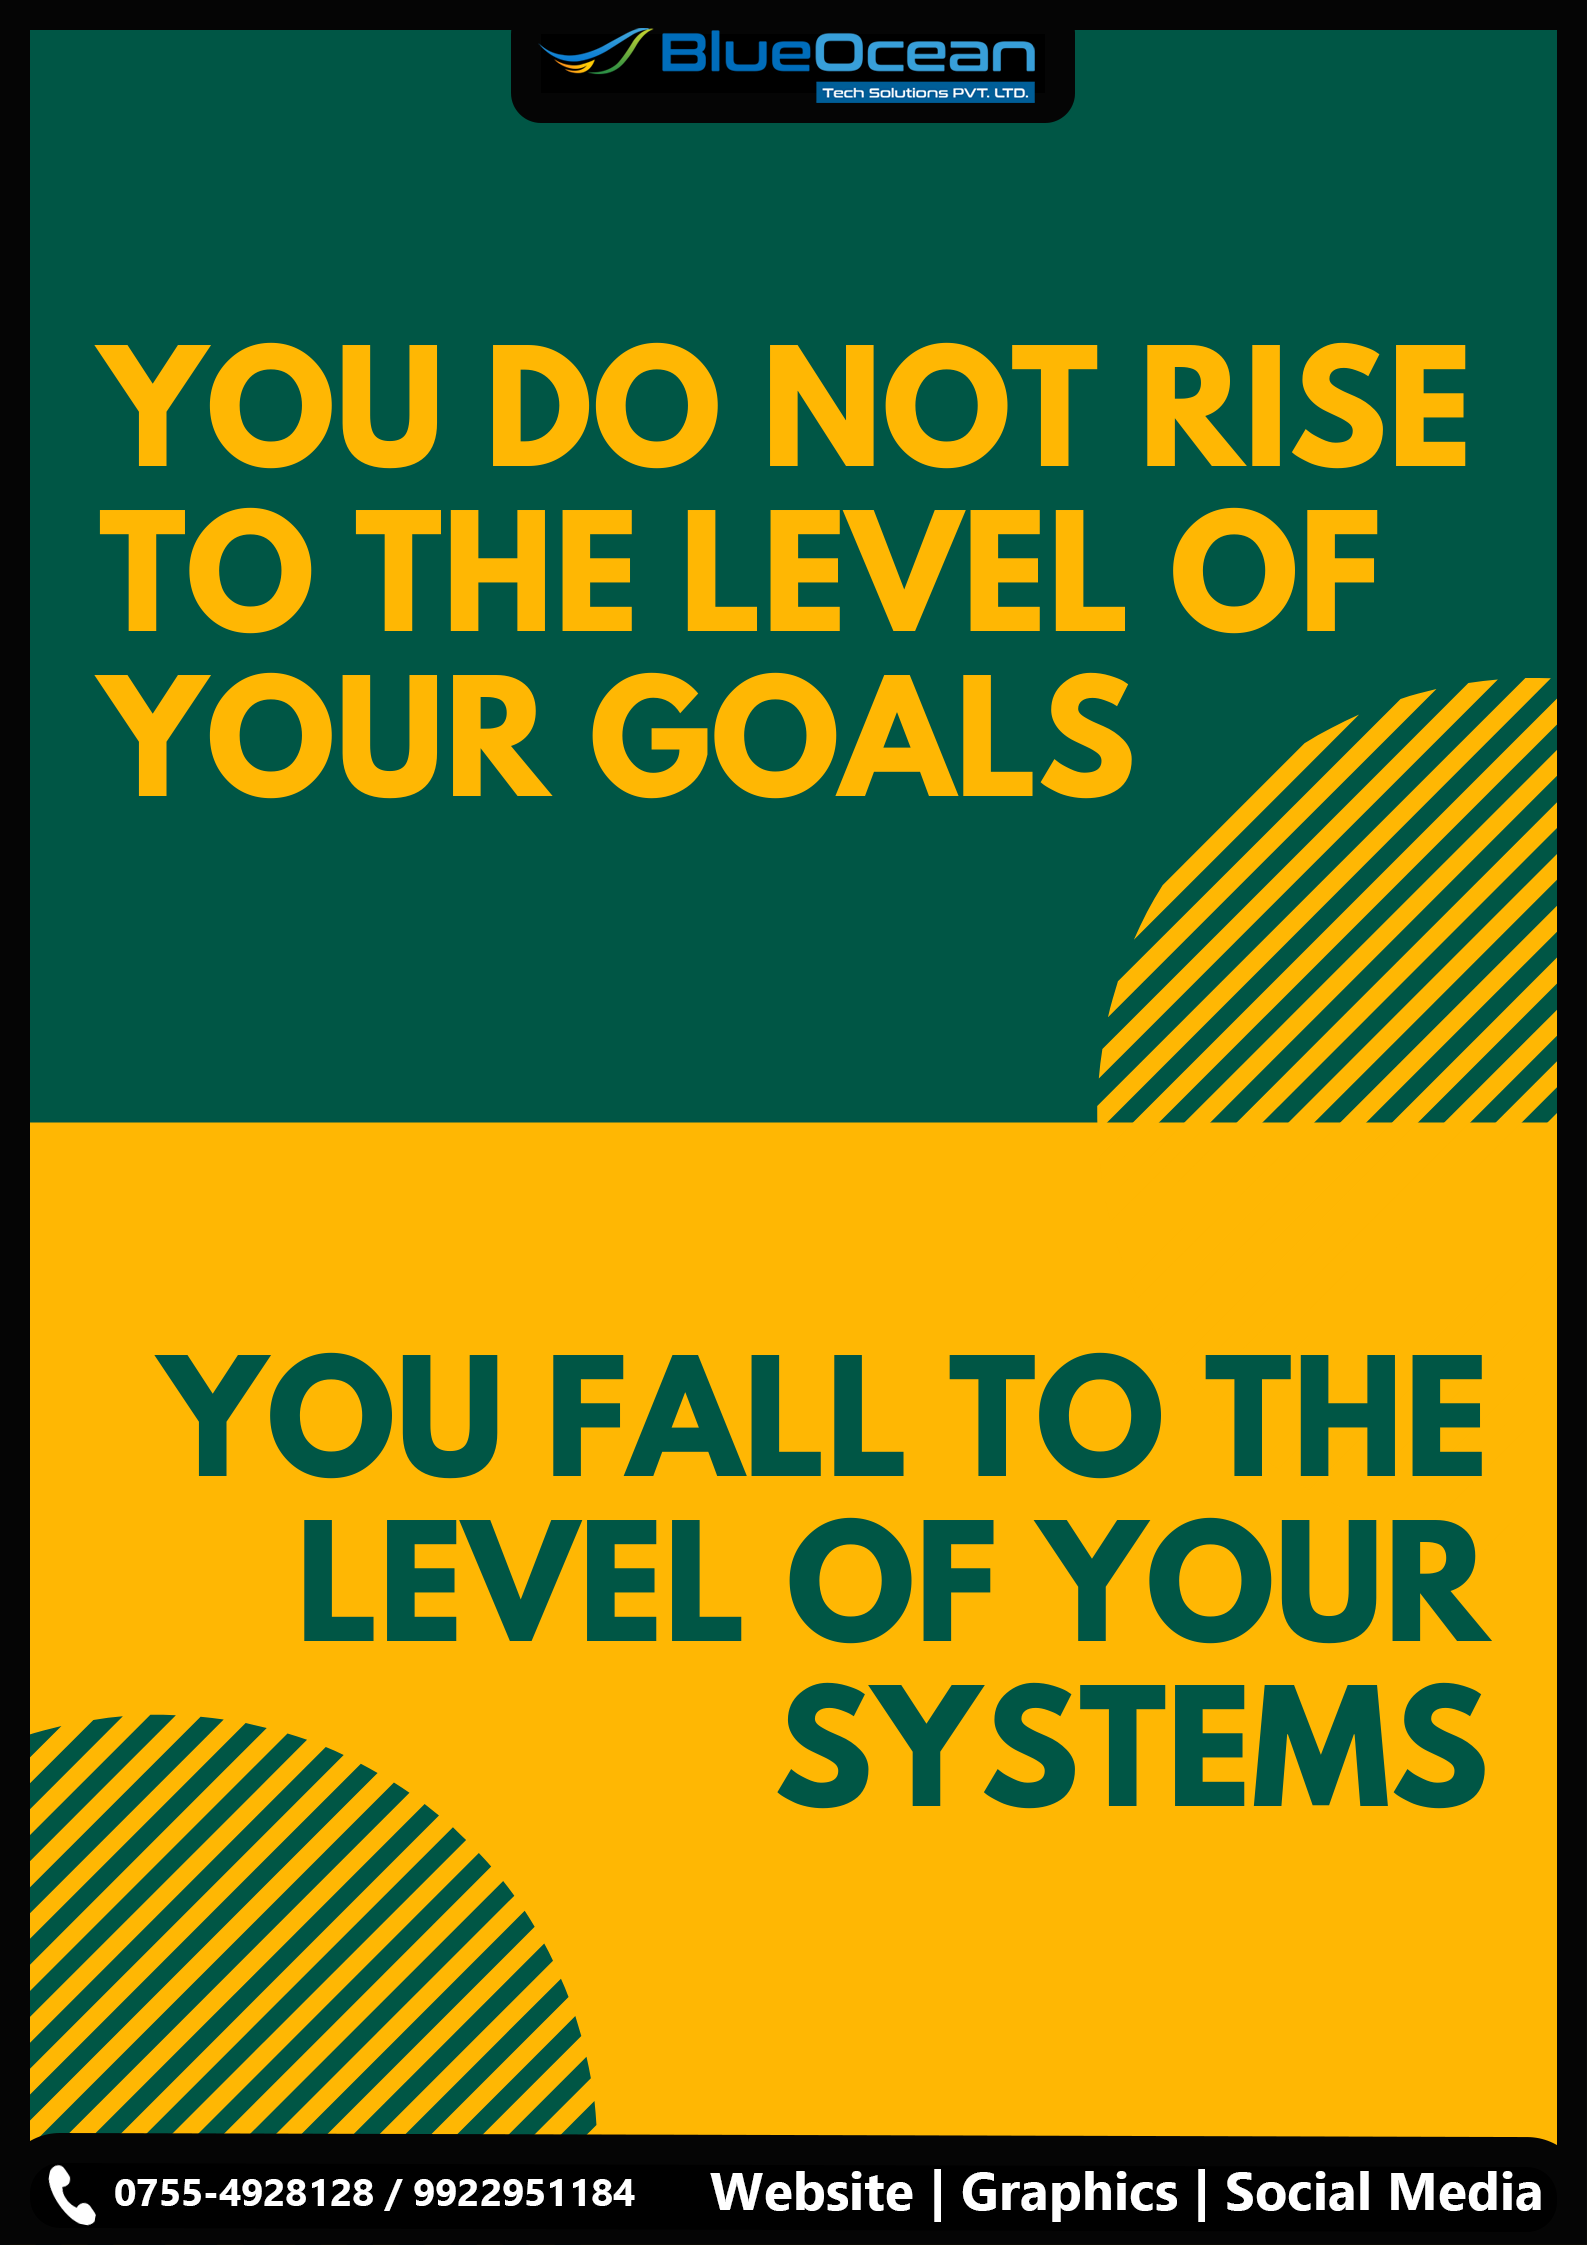 BlueOcean
Tech Solutions PVT. LTD.
YOU DO NOT RISE
TO THE LEVEL OF
YOUR GOALS
YOU FALL TO THE
LEVEL OF YOUR
SYSTEMS
0755-4928128 / 9922951184 Website | Graphics | Social Media